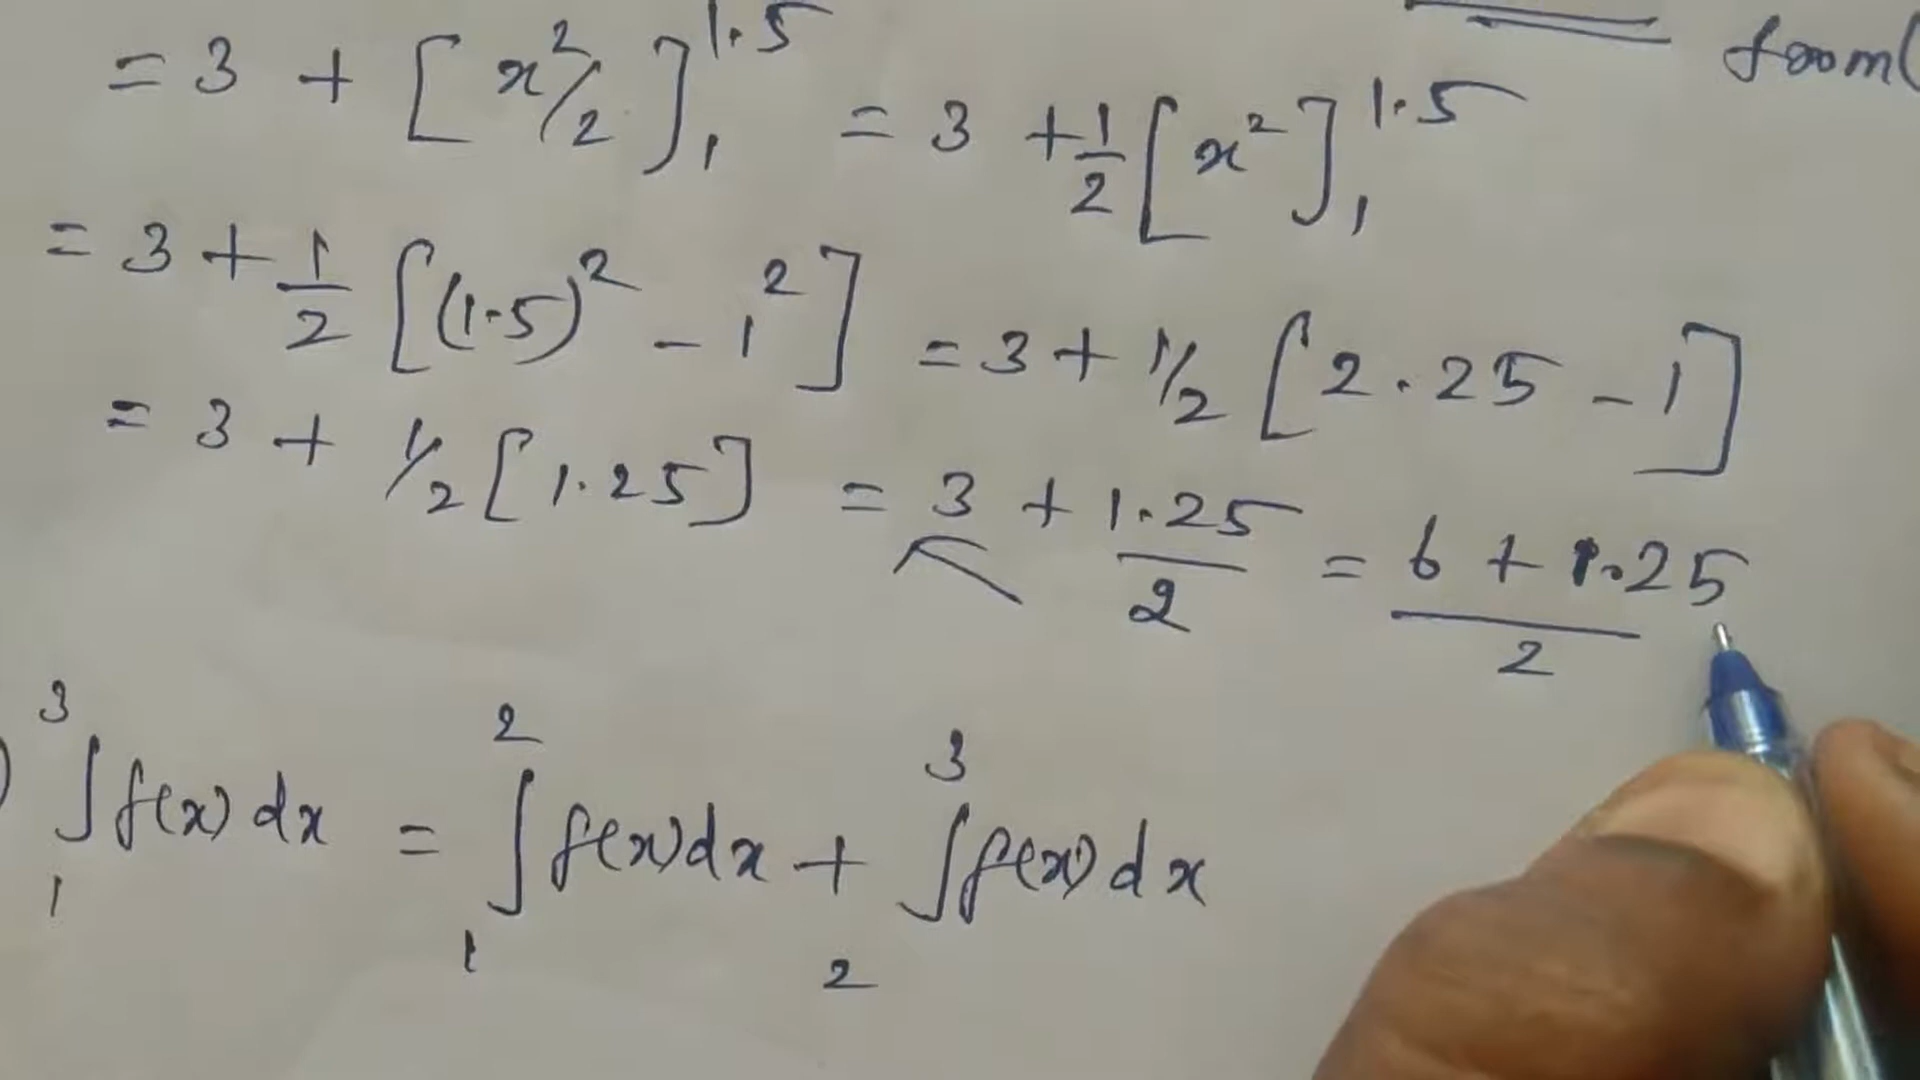 = 3 + [x²/2]₁^1.5 = 3 + 1/2 [x²]₁^1.5
= 3 + 1/2 [(1.5)² - 1²] = 3 + 1/2 [2.25 - 1]
= 3 + 1/2 [1.25] = 3 + 1.25/2 = (6 + 1.25)/2
∫₁³ f(x) dx = ∫₁² f(x) dx + ∫₂³ f(x) dx